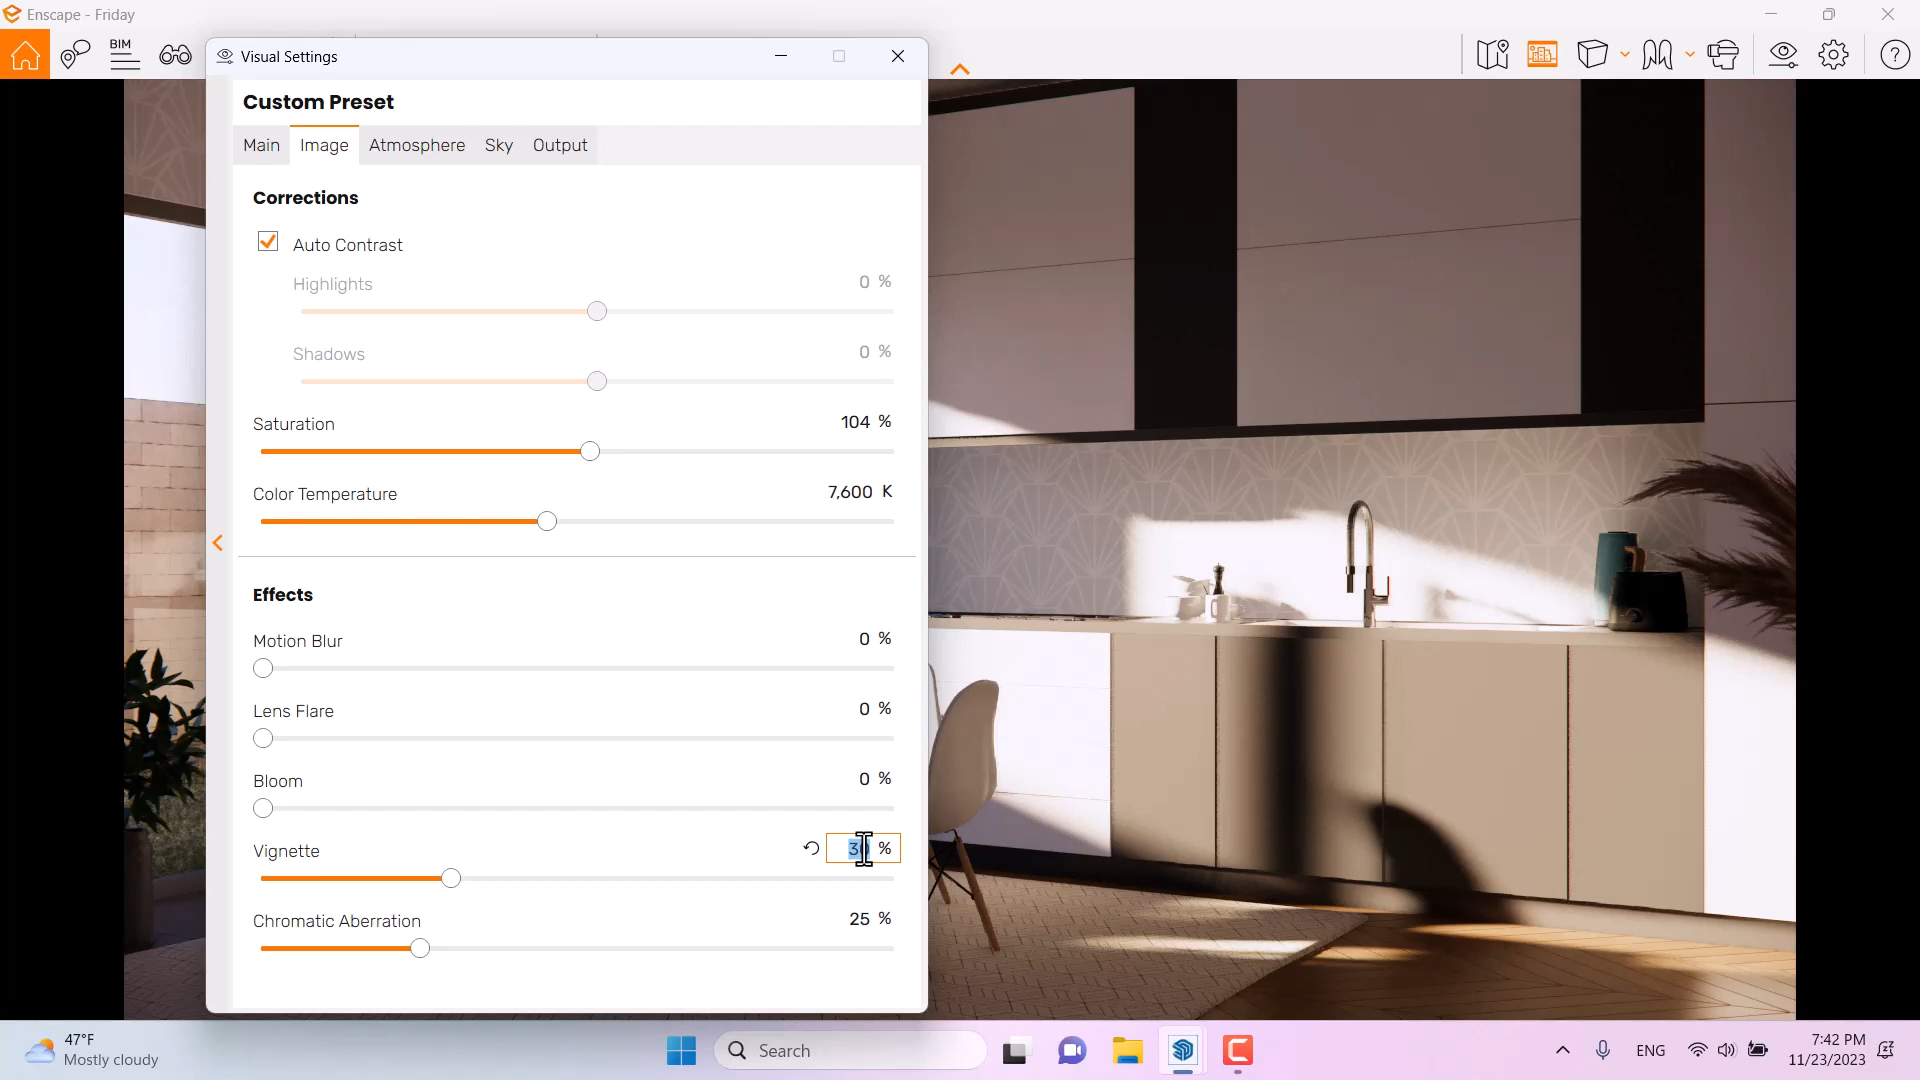 Enscape - Friday
BIM
Visual Settings
Custom Preset
Main Image Atmosphere Sky Output
Corrections
Auto Contrast
Highlights 0 %
Shadows 0 %
Saturation 104 %
Color Temperature 7,600 K
Effects
Motion Blur 0 %
Lens Flare 0 %
Bloom 0 %
Vignette 30 %
Chromatic Aberration 25 %
47°F
Mostly cloudy
Search
ENG
7:42 PM
11/23/2023